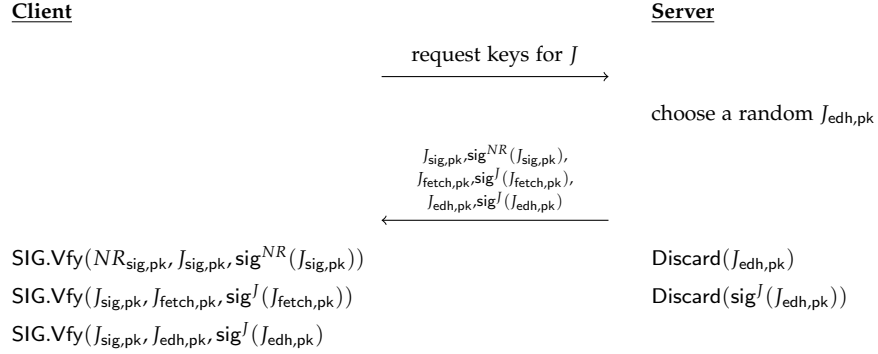 Client Server
request keys for J
choose a random J_edh,pk
J_sig,pk,sig^NR(J_sig,pk),
J_fetch,pk,sig^J(J_fetch,pk),
J_edh,pk,sig^J(J_edh,pk)
SIG.Vfy(NR_sig,pk, J_sig,pk, sig^NR(J_sig,pk)) Discard(J_edh,pk)
SIG.Vfy(J_sig,pk, J_fetch,pk, sig^J(J_fetch,pk)) Discard(sig^J(J_edh,pk))
SIG.Vfy(J_sig,pk, J_edh,pk, sig^J(J_edh,pk)